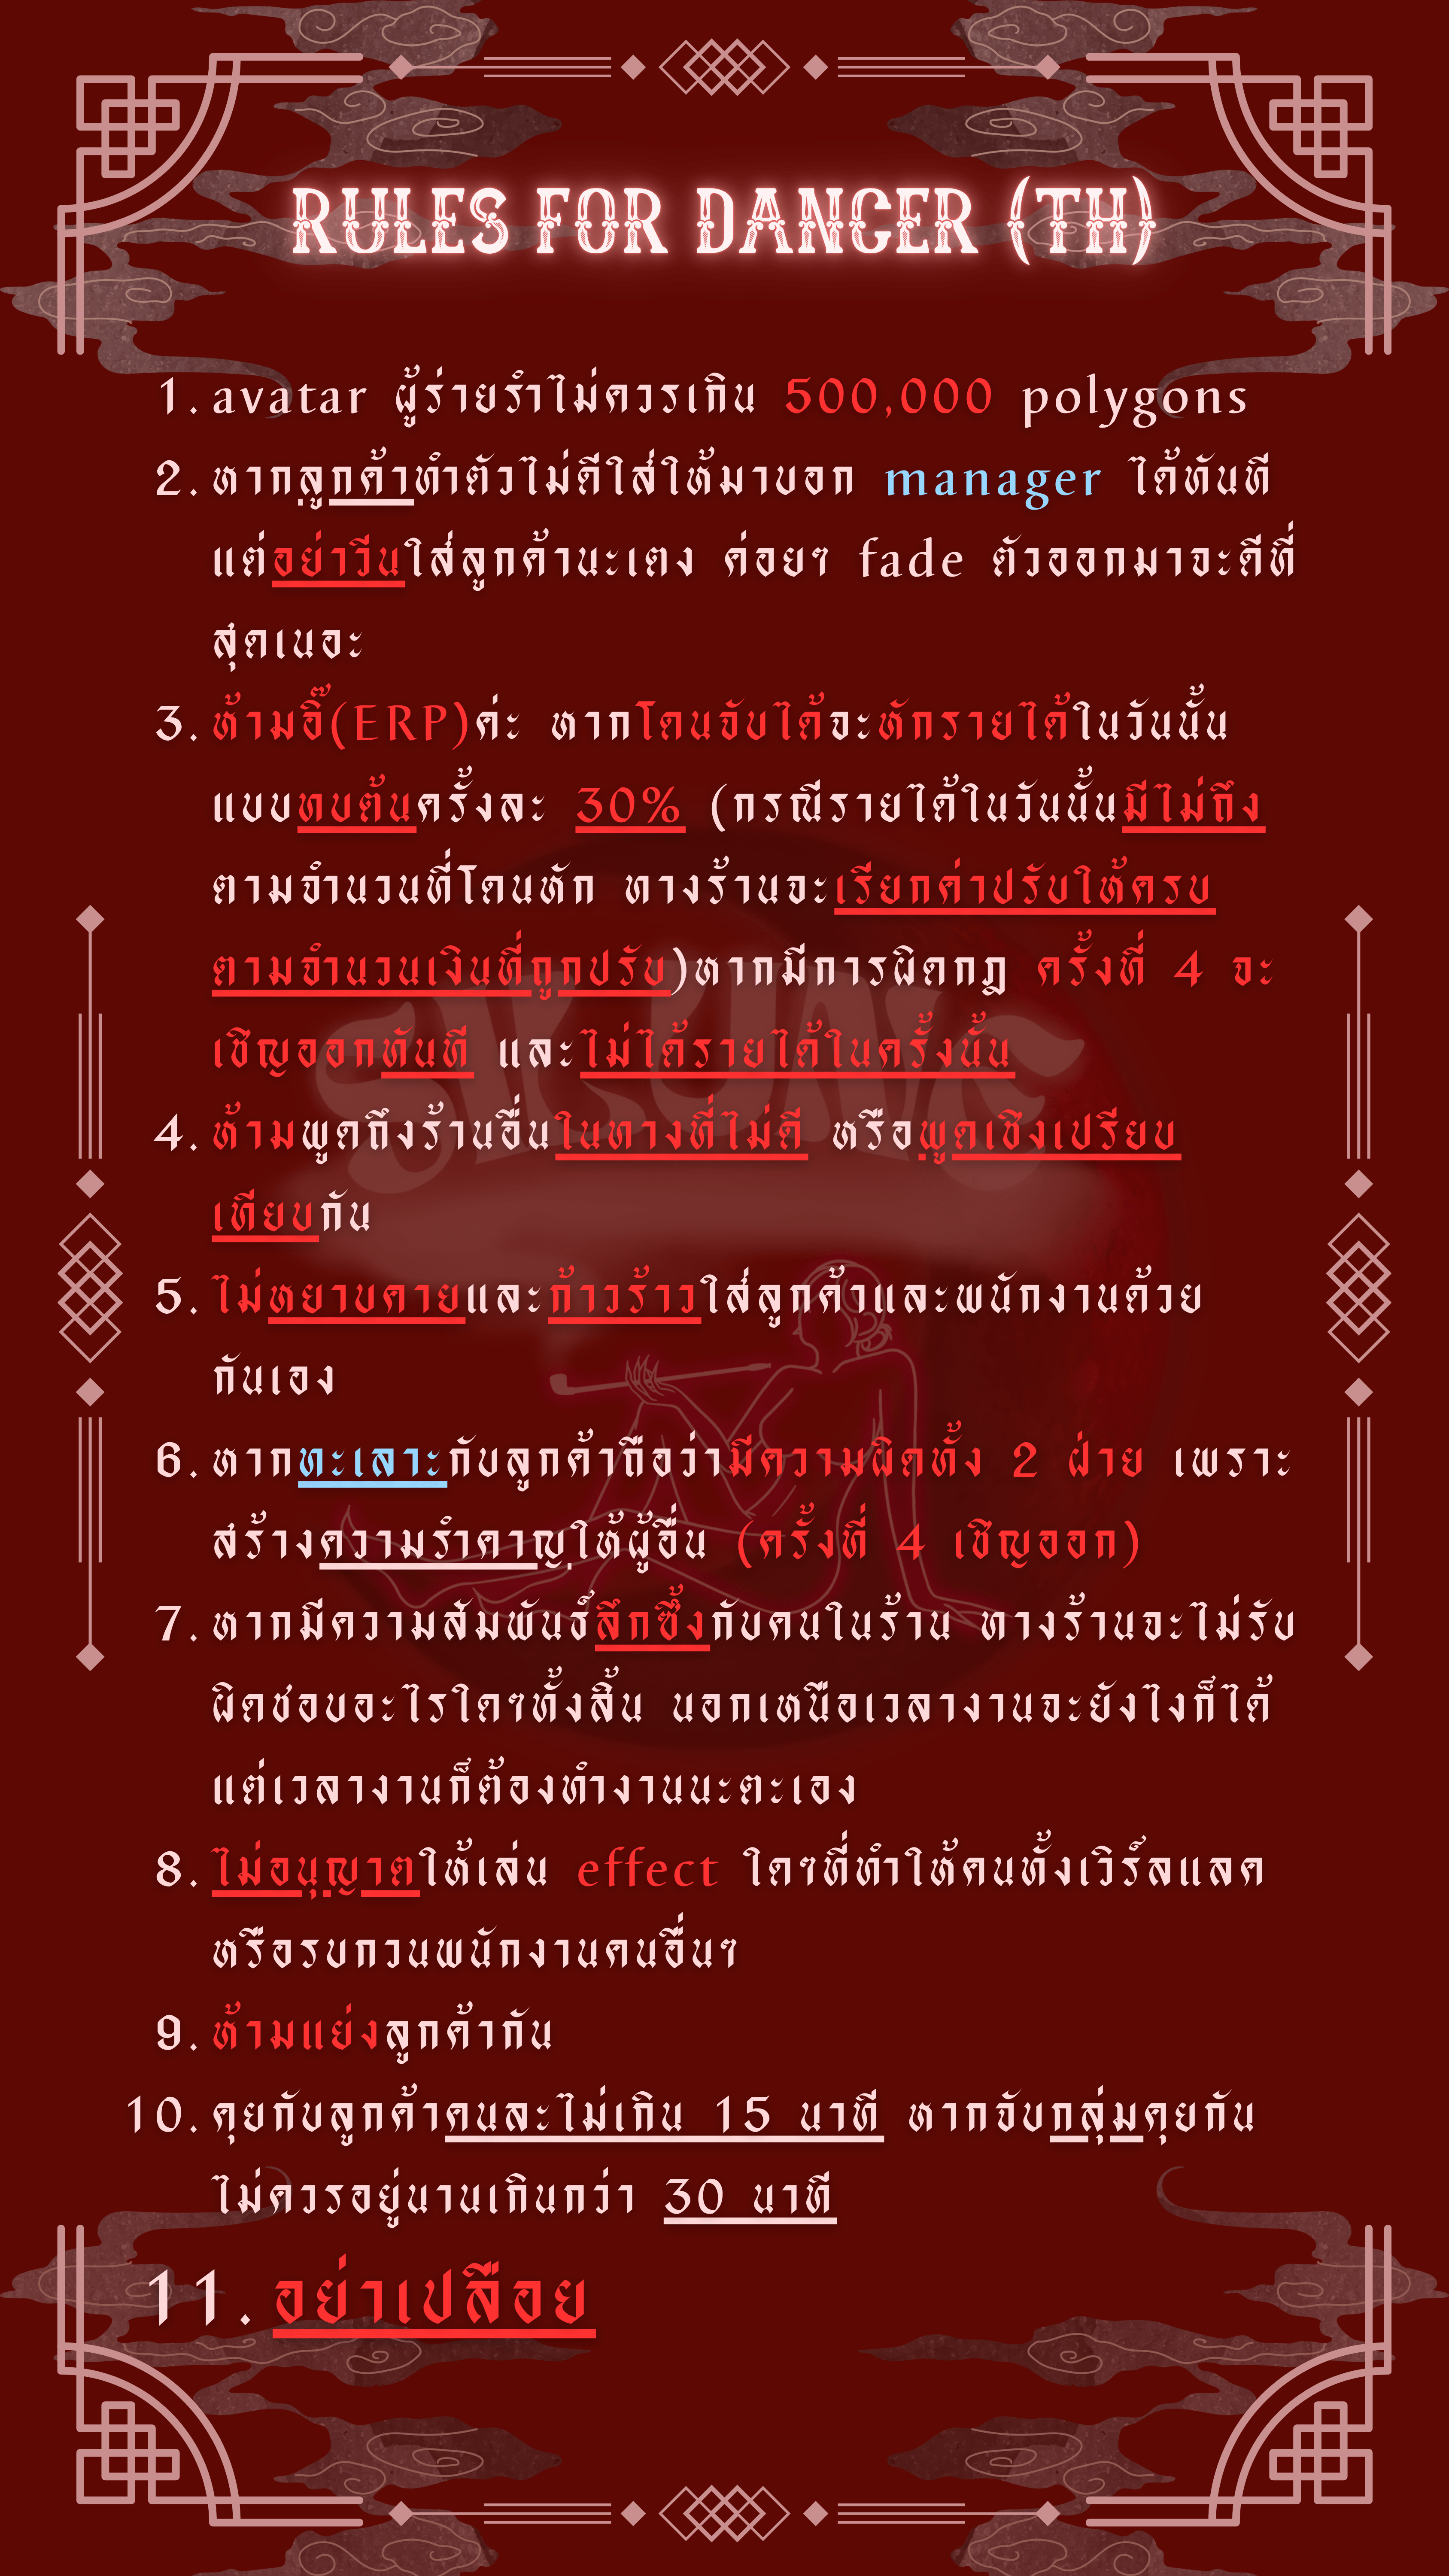 RULES FOR DANCER (TH)
1. avatar ผู้ร่ายรำไม่ควรเกิน 500,000 polygons
2. หากลูกค้าทำตัวไม่ดีใส่ให้มาบอก manager ได้ทันที
แต่อย่าวีนใส่ลูกค้านะเตง ค่อยๆ fade ตัวออกมาจะดีที่
สุดเนอะ
3. ห้ามอิ๊(ERP)ค่ะ หากโดนจับได้จะหักรายได้ในวันนั้น
แบบทบต้นครั้งละ 30% (กรณีรายได้ในวันนั้นมีไม่ถึง
ตามจำนวนที่โดนหัก ทางร้านจะเรียกค่าปรับให้ครบ
ตามจำนวนเงินที่ถูกปรับ)หากมีการผิดกฎ ครั้งที่ 4 จะ
เชิญออกทันที และไม่ได้รายได้ในครั้งนั้น
4. ห้ามพูดถึงร้านอื่นในทางที่ไม่ดี หรือพูดเชิงเปรียบ
เทียบกัน
5. ไม่หยาบคายและก้าวร้าวใส่ลูกค้าและพนักงานด้วย
กันเอง
6. หากทะเลาะกับลูกค้าถือว่ามีความผิดทั้ง 2 ฝ่าย เพราะ
สร้างความรำคาญให้ผู้อื่น (ครั้งที่ 4 เชิญออก)
7. หากมีความสัมพันธ์ลึกซึ้งกับคนในร้าน ทางร้านจะไม่รับ
ผิดชอบอะไรใดๆทั้งสิ้น นอกเหนือเวลางานจะยังไงก็ได้
แต่เวลางานก็ต้องทำงานนะตะเอง
8. ไม่อนุญาตให้เล่น effect ใดๆที่ทำให้คนทั้งเวิร์ลแลค
หรือรบกวนพนักงานคนอื่นๆ
9. ห้ามแย่งลูกค้ากัน
10. คุยกับลูกค้าคนละไม่เกิน 15 นาที หากจับกลุ่มคุยกัน
ไม่ควรอยู่นานเกินกว่า 30 นาที
11. อย่าเปลือย